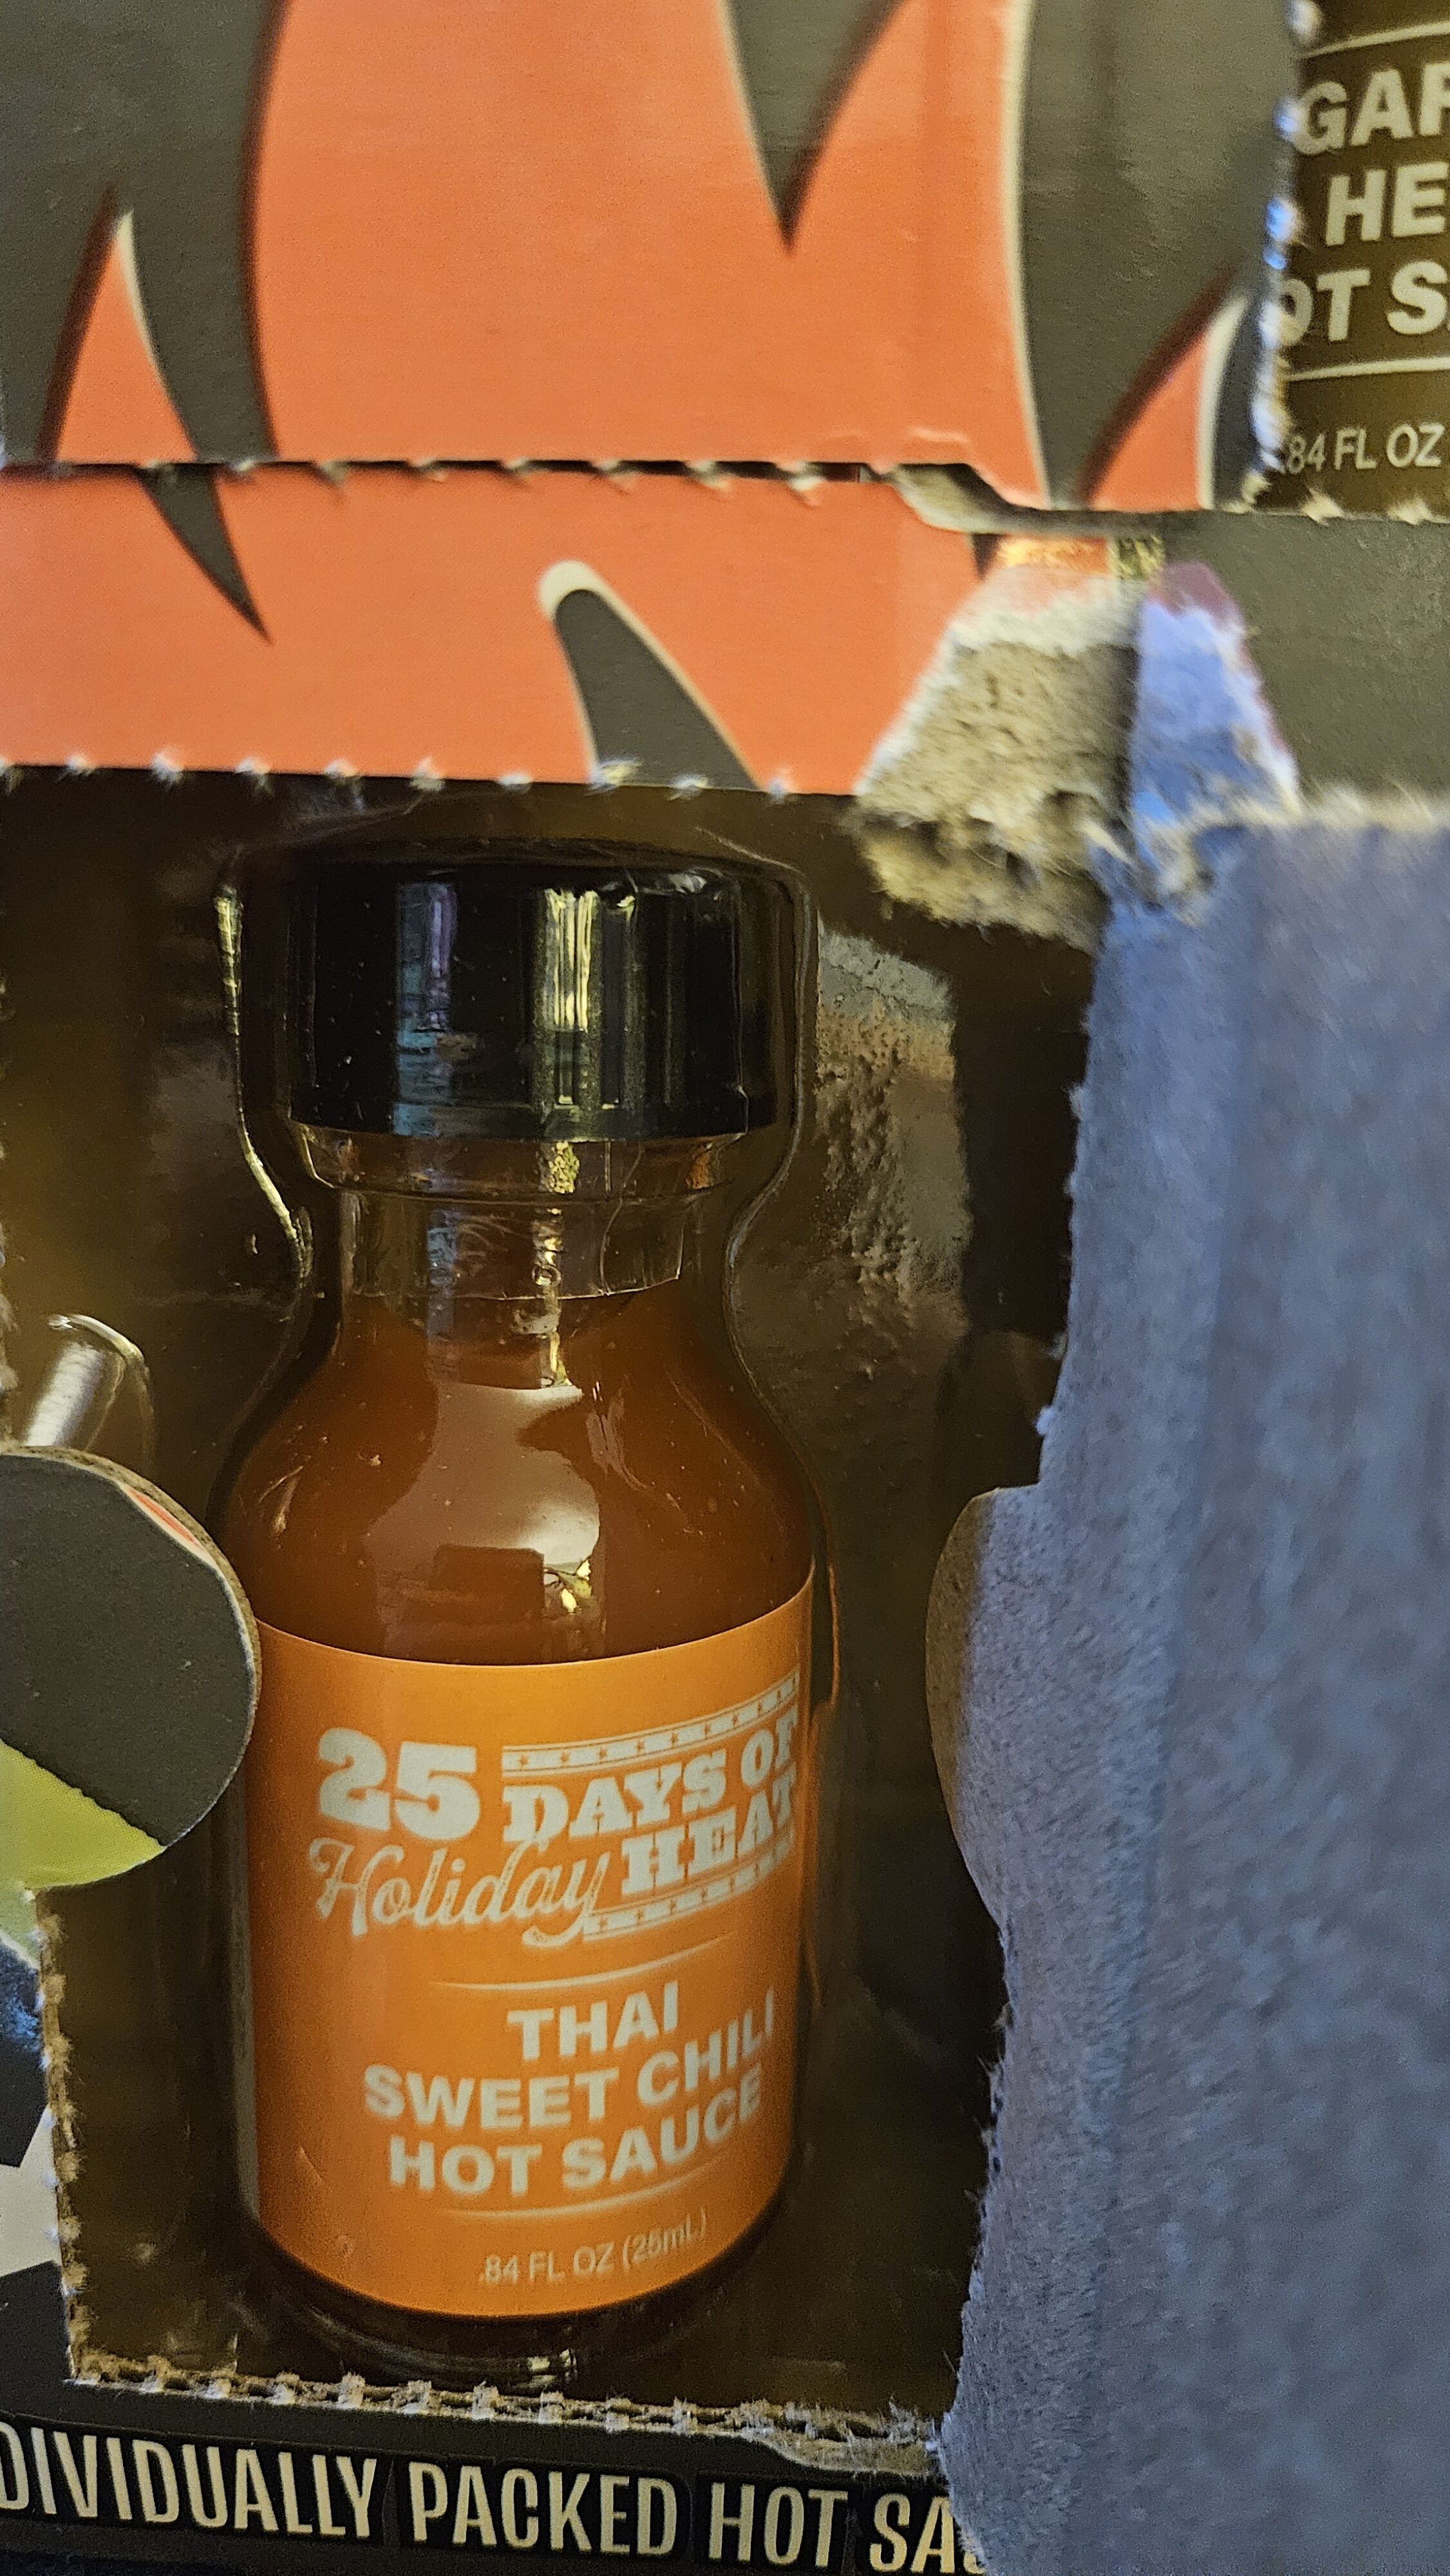 GAR
HE
OT S
.84 FL OZ
25 DAYS OF
Holiday HEAT
THAI
SWEET CHILI
HOT SAUCE
.84 FL OZ (25mL)
DIVIDUALLY PACKED HOT SA